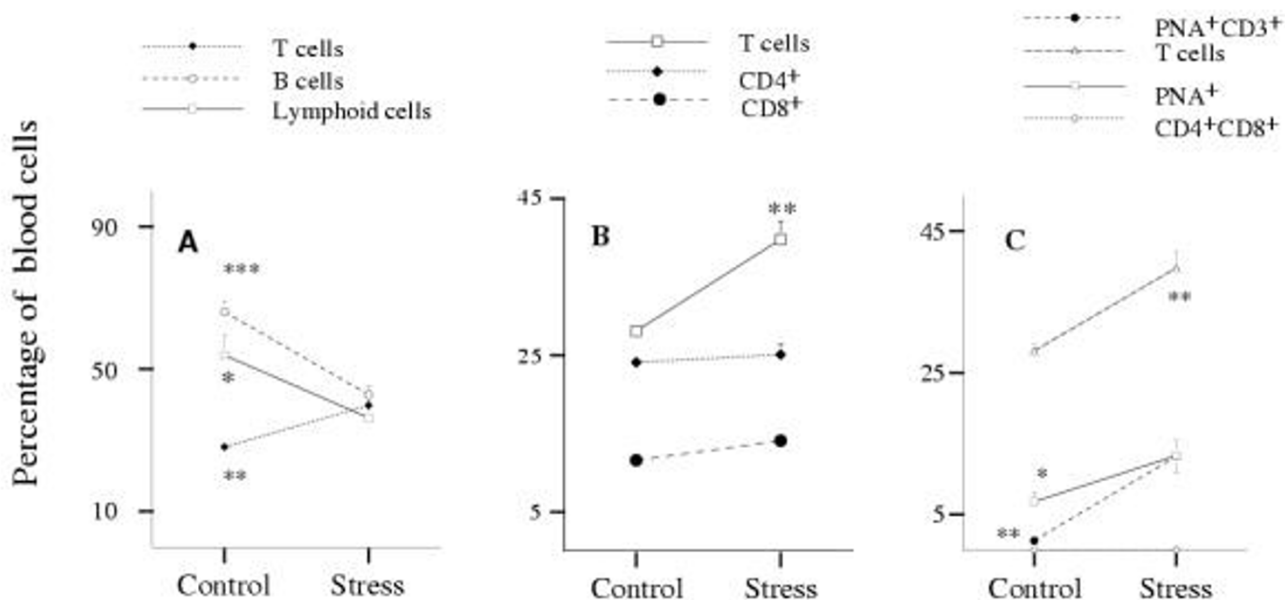 T cells
B cells
Lymphoid cells
T cells
CD4+
CD8+
PNA+CD3+
T cells
PNA+
CD4+CD8+
Percentage of blood cells
90
50
10
A
***
*
**
Control
Stress
45
25
5
B
**
Control
Stress
45
25
5
C
**
*
**
Control
Stress